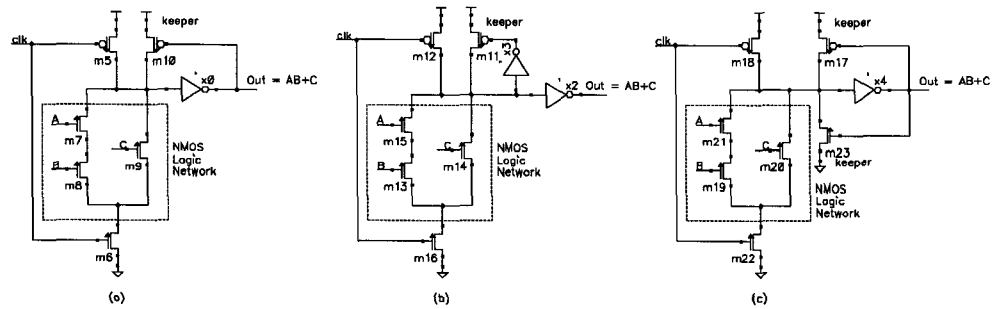 keeper
clk
m5
m10
x0
Out = AB+C
A
m7
B
m8
C
m9
NMOS
Logic
Network
m6
(a)
keeper
clk
m12
m11
x3
x2
Out = AB+C
A
m15
B
m13
C
m14
NMOS
Logic
Network
m16
(b)
keeper
clk
m18
m17
x4
Out = AB+C
A
m21
B
m19
C
m20
m23
keeper
NMOS
Logic
Network
m22
(c)